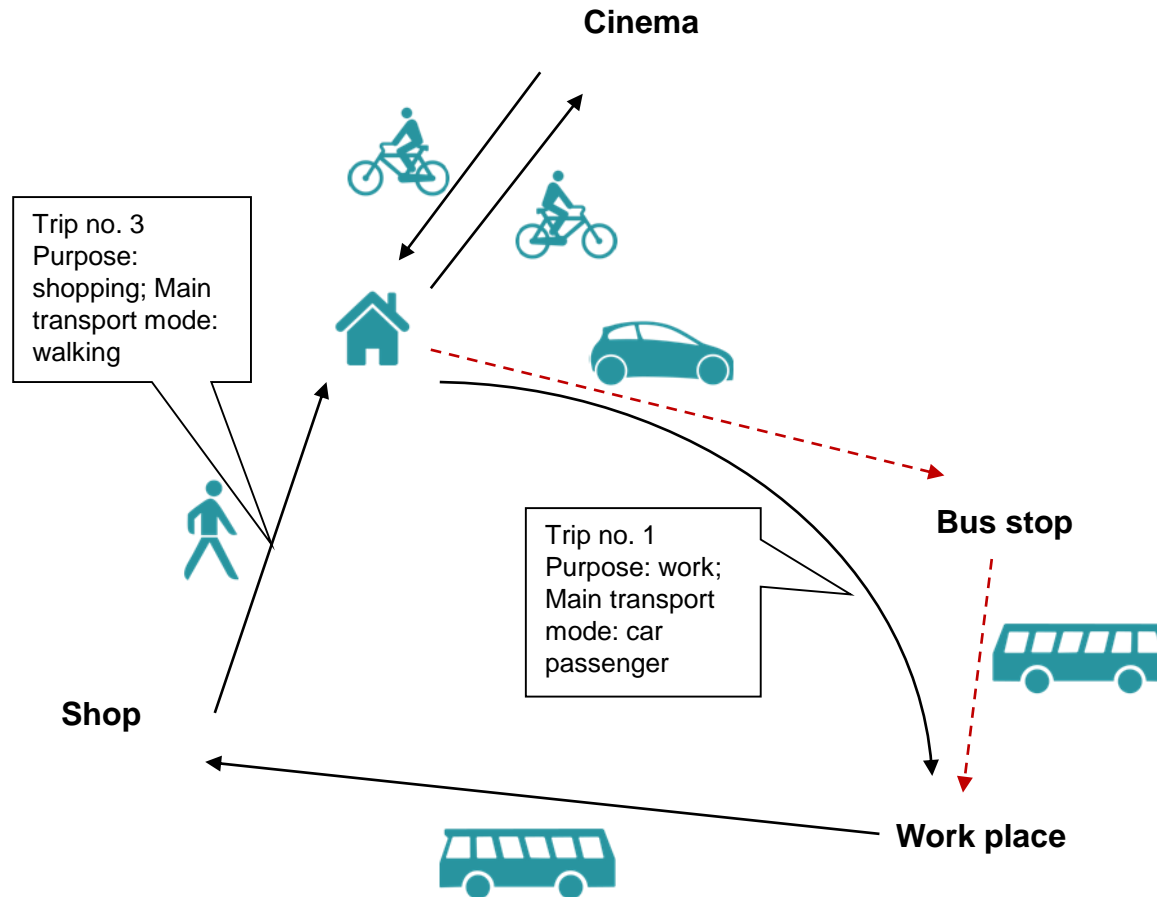 Cinema
Trip no. 3
Purpose:
shopping; Main
transport mode:
walking
Bus stop
Trip no. 1
Purpose: work;
Main transport
mode: car
passenger
Shop
Work place